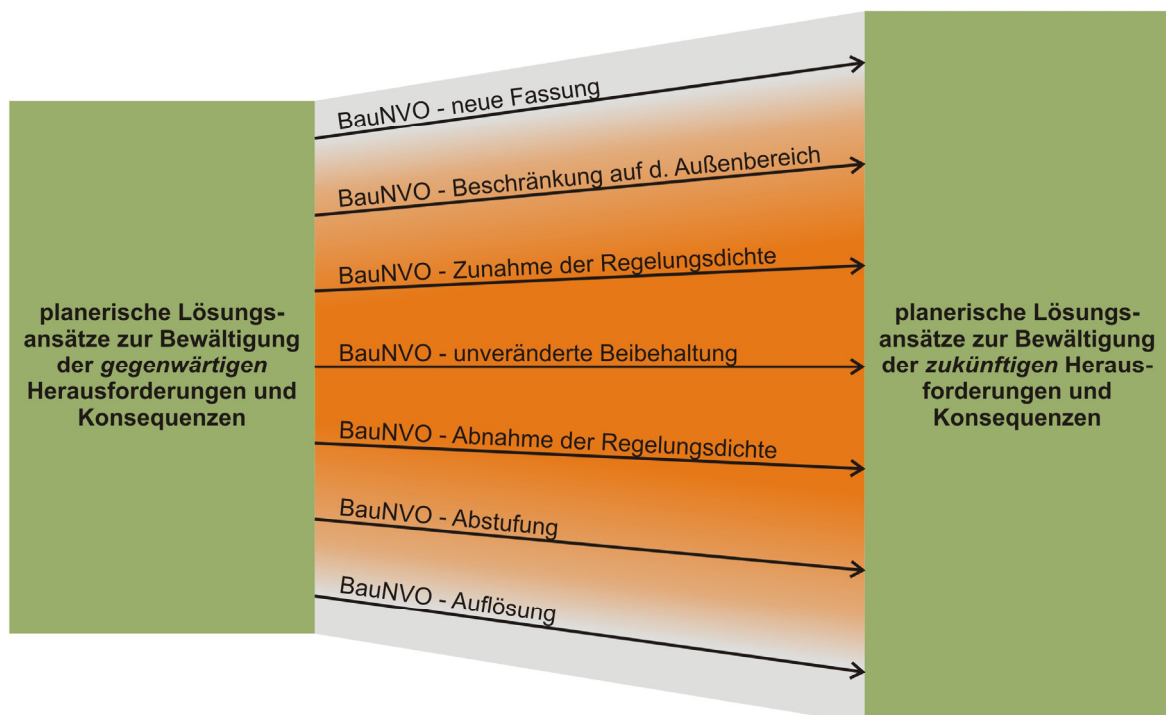 planerische Lösungs-
ansätze zur Bewältigung
der gegenwärtigen
Herausforderungen und
Konsequenzen
BauNVO - neue Fassung
BauNVO - Beschränkung auf d. Außenbereich
BauNVO - Zunahme der Regelungsdichte
BauNVO - unveränderte Beibehaltung
BauNVO - Abnahme der Regelungsdichte
BauNVO - Abstufung
BauNVO - Auflösung
planerische Lösungs-
ansätze zur Bewältigung
der zukünftigen Heraus-
forderungen und
Konsequenzen